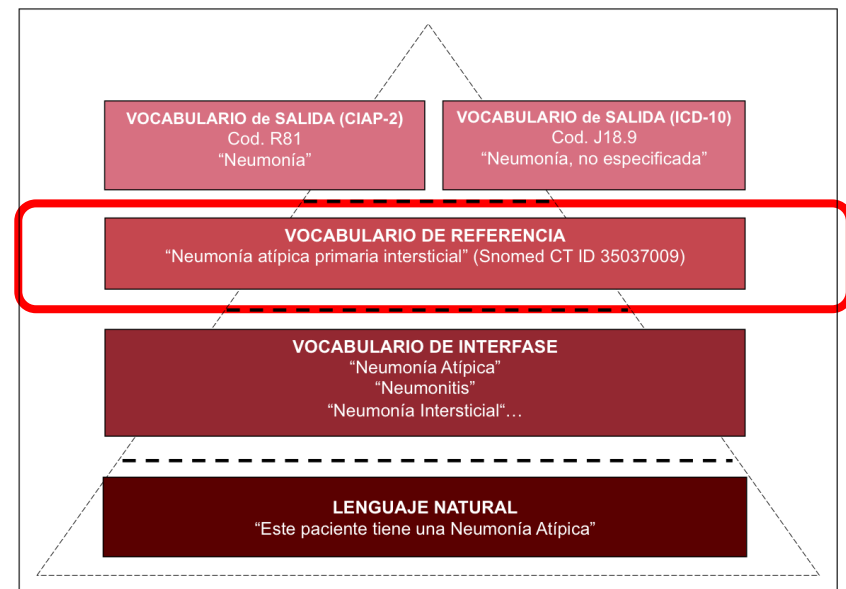 VOCABULARIO de SALIDA (CIAP-2)
Cod. R81
“Neumonía”
VOCABULARIO de SALIDA (ICD-10)
Cod. J18.9
“Neumonía, no especificada”
VOCABULARIO DE REFERENCIA
“Neumonía atípica primaria intersticial” (Snomed CT ID 35037009)
VOCABULARIO DE INTERFASE
“Neumonía Atípica”
“Neumonitis”
“Neumonía Intersticial“…
LENGUAJE NATURAL
“Este paciente tiene una Neumonía Atípica”